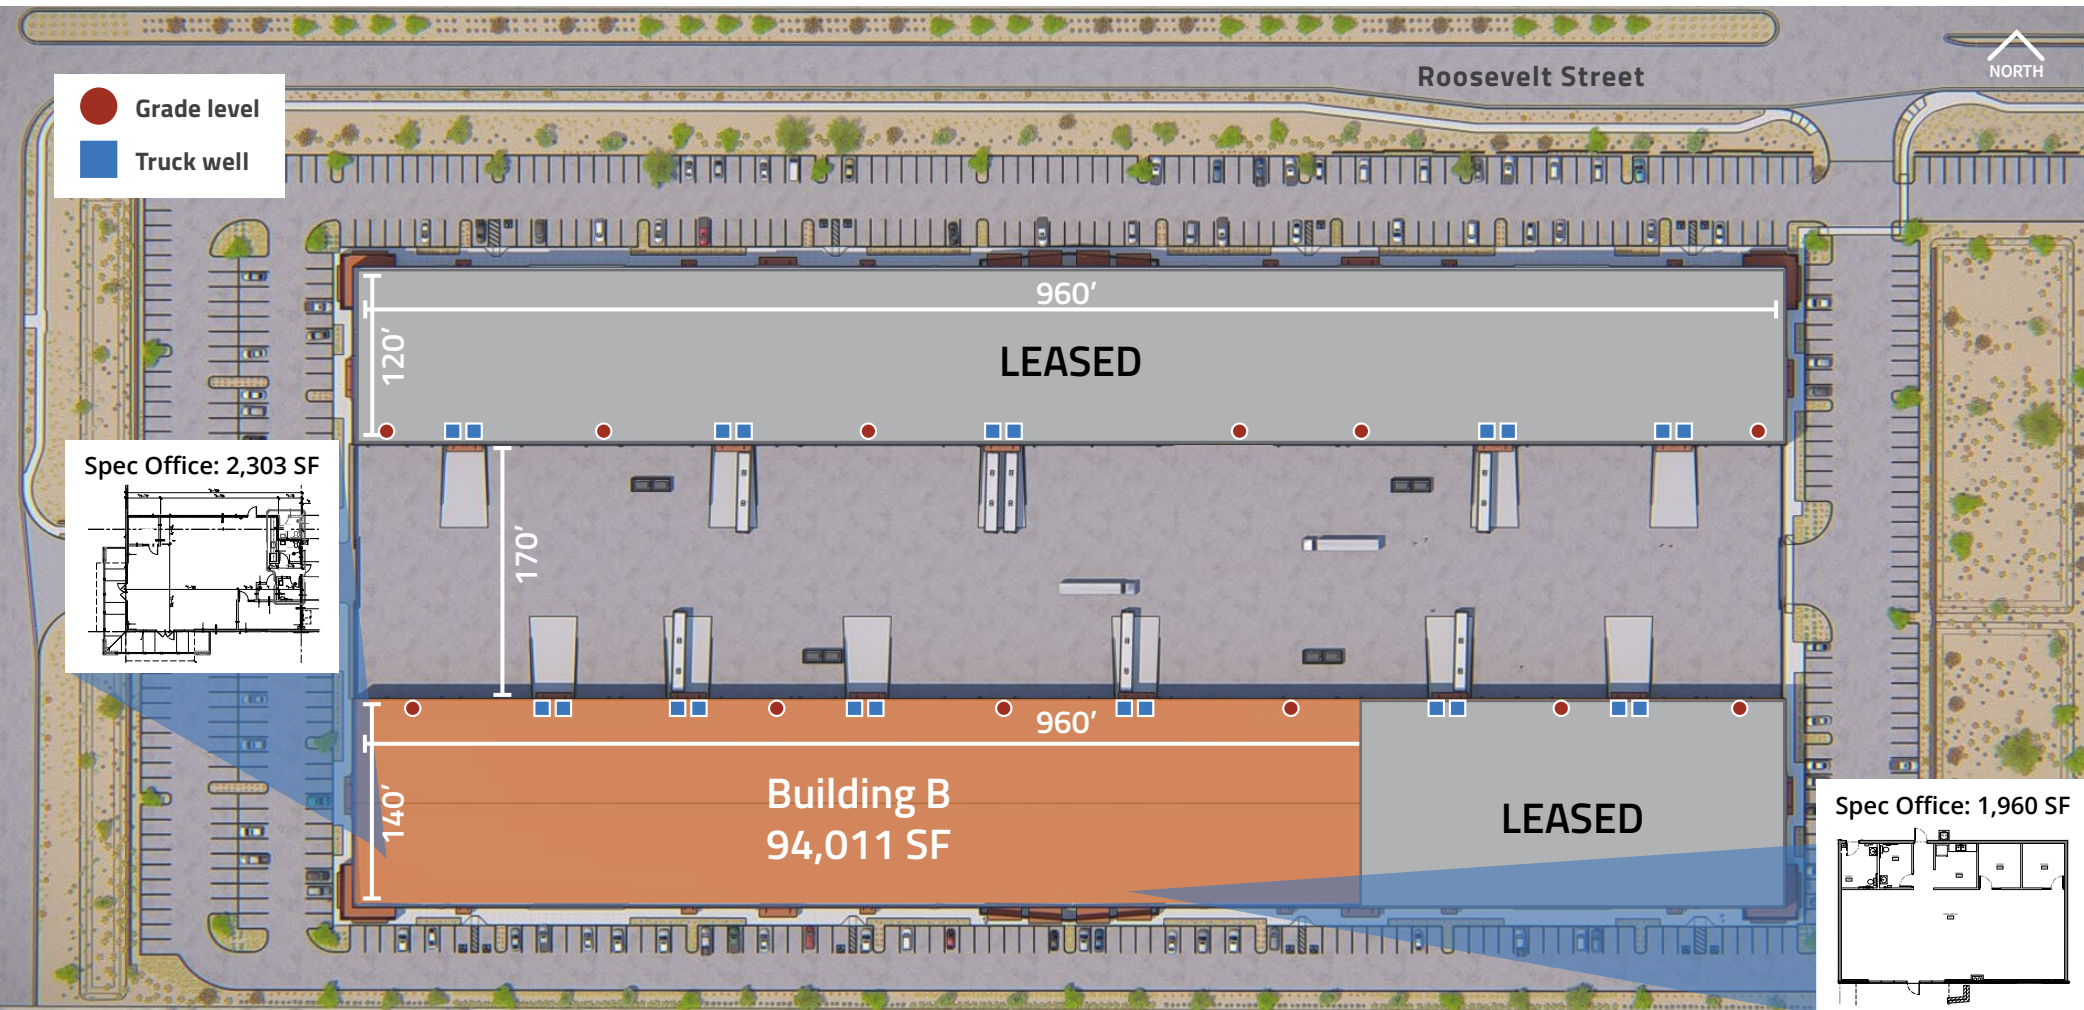 Roosevelt Street
NORTH
Grade level
Truck well
960’
120’
LEASED
Spec Office: 2,303 SF
170’
960’
140’
Building B
94,011 SF
LEASED
Spec Office: 1,960 SF